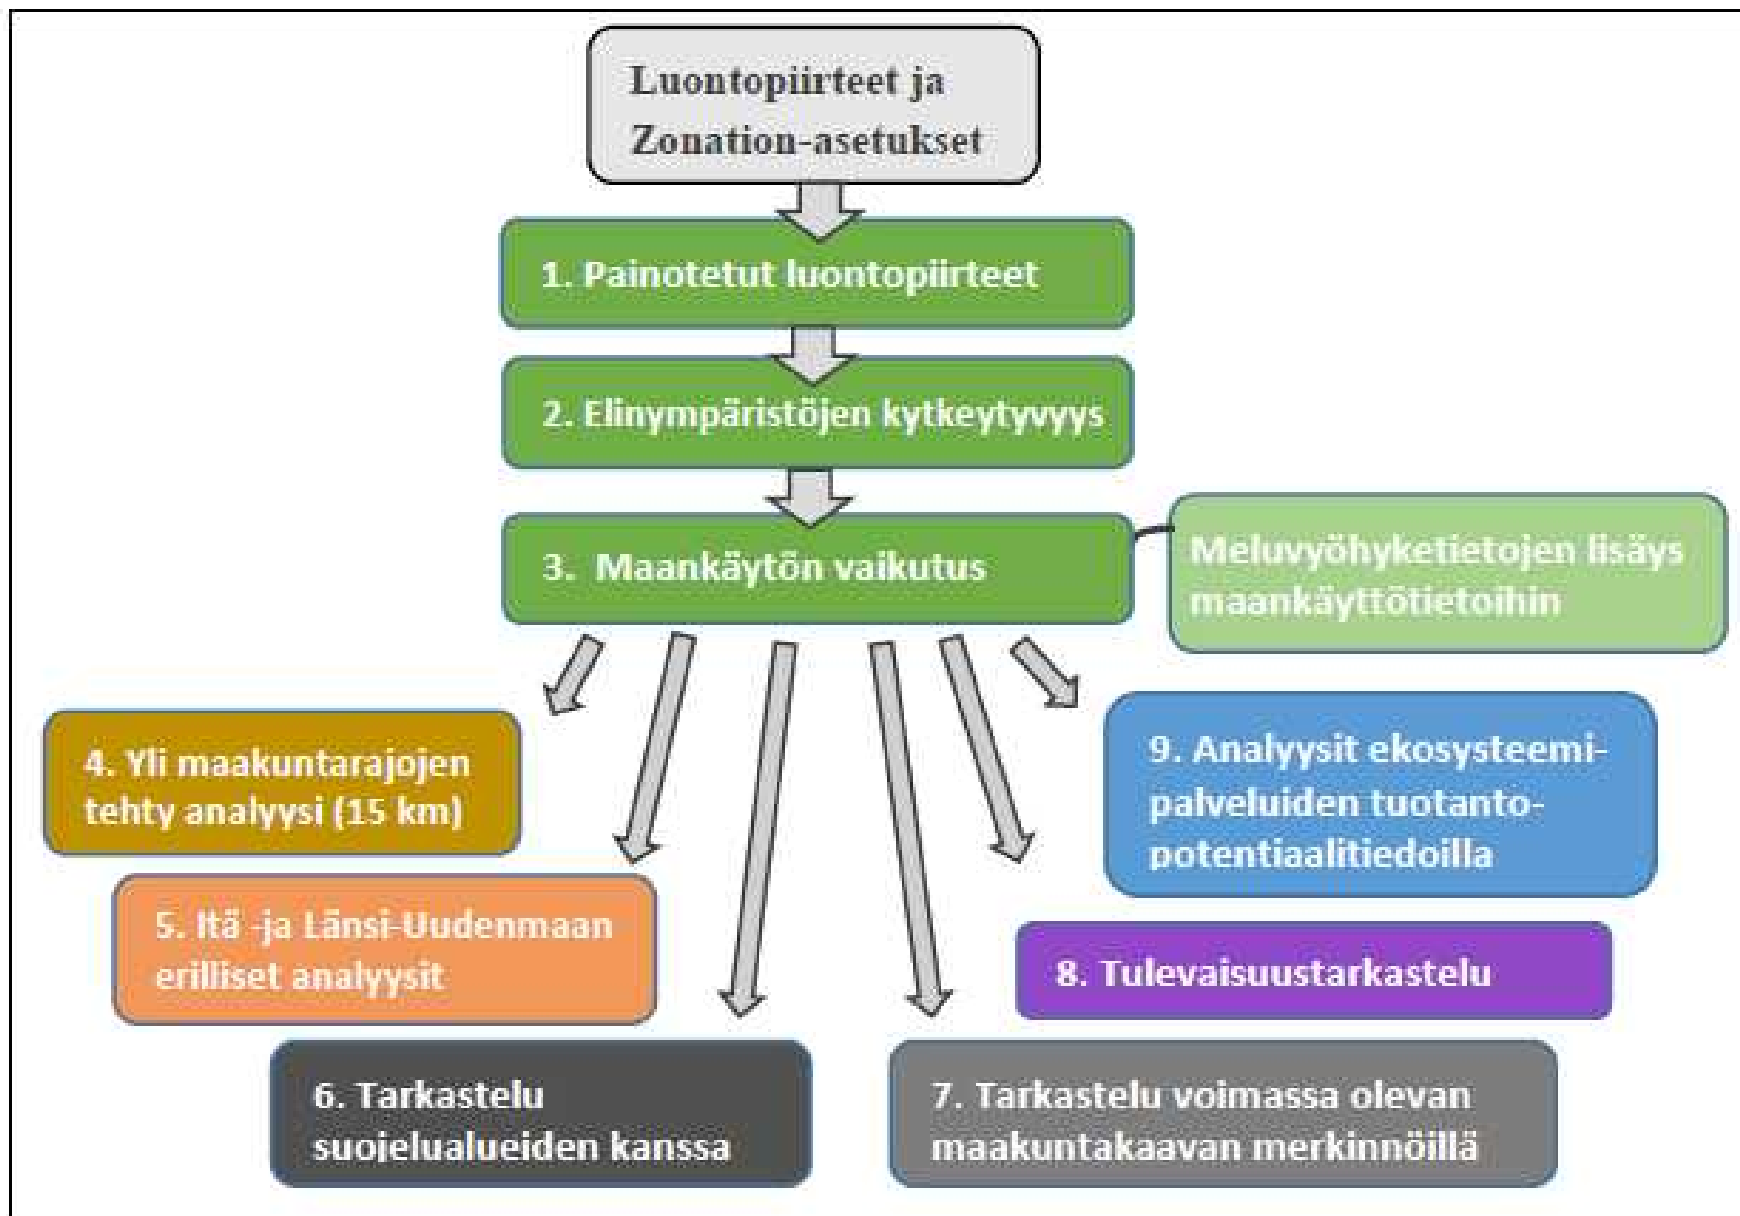 Luontopiirteet ja
Zonation-asetukset
1. Painotetut luontopiirteet
2. Elinympäristöjen kytkeytyvyys
3. Maankäytön vaikutus
Meluvyöhyketietojen lisäys
maankäyttötietoihin
4. Yli maakuntarajojen
tehty analyysi (15 km)
5. Itä -ja Länsi-Uudenmaan
erilliset analyysit
6. Tarkastelu
suojelualueiden kanssa
7. Tarkastelu voimassa olevan
maakuntakaavan merkinnöillä
8. Tulevaisuustarkastelu
9. Analyysit ekosysteemi-
palveluiden tuotanto-
potentiaalitiedoilla